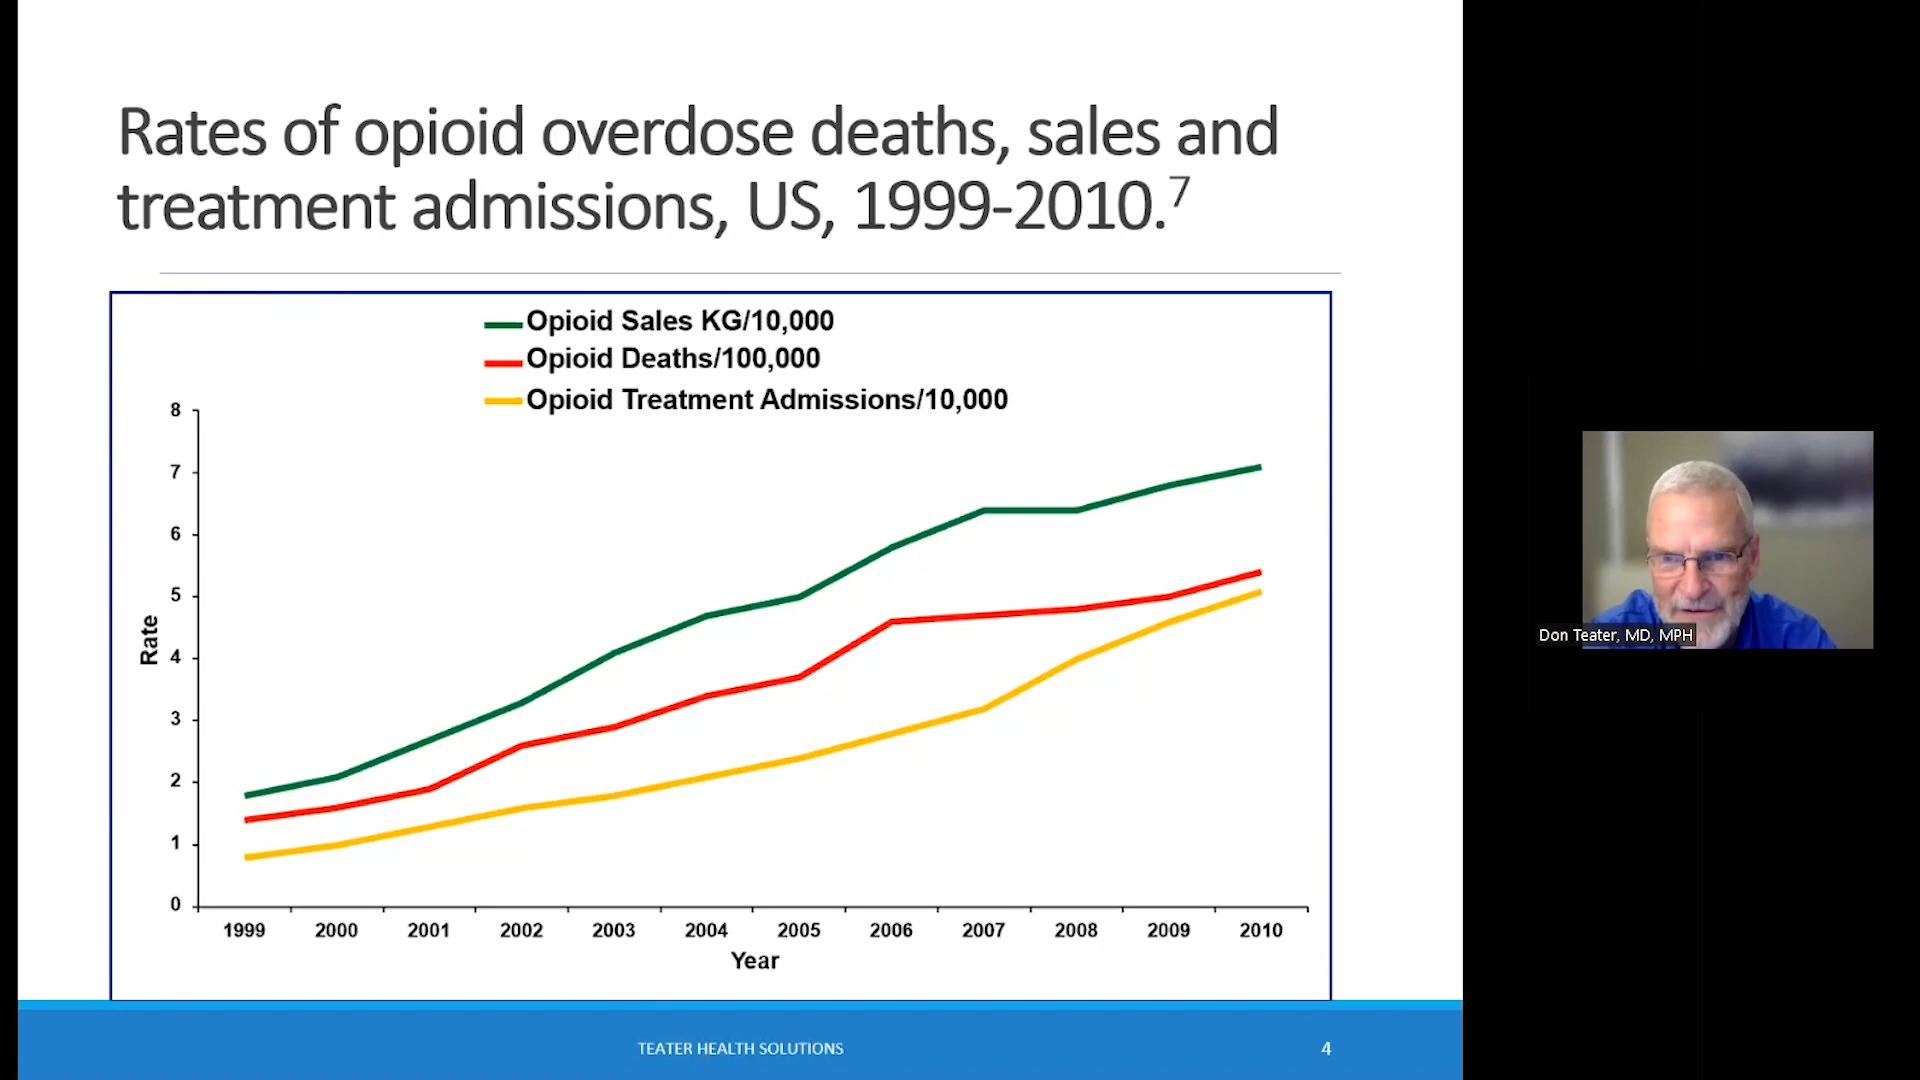 Rates of opioid overdose deaths, sales and
treatment admissions, US, 1999-2010.7
Opioid Sales KG/10,000
Opioid Deaths/100,000
Opioid Treatment Admissions/10,000
8
7
6
5
4
3
2
1
0
Rate
1999 2000 2001 2002 2003 2004 2005 2006 2007 2008 2009 2010
Year
TEATER HEALTH SOLUTIONS
4
Don Teater, MD, MPH